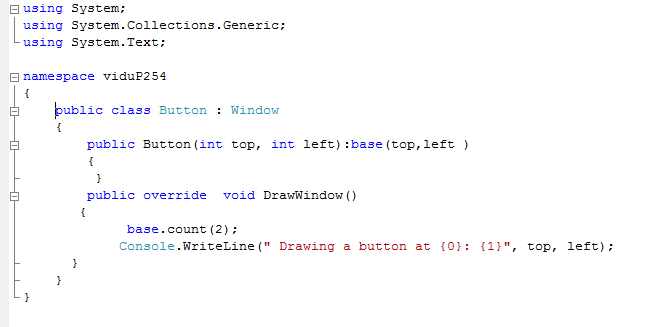 using System;
using System.Collections.Generic;
using System.Text;
namespace viduP254
{
public class Button : Window
{
public Button(int top, int left):base(top,left )
{
}
public override  void DrawWindow()
{
base.count(2);
Console.WriteLine(" Drawing a button at {0}: {1}", top, left);
}
}
}